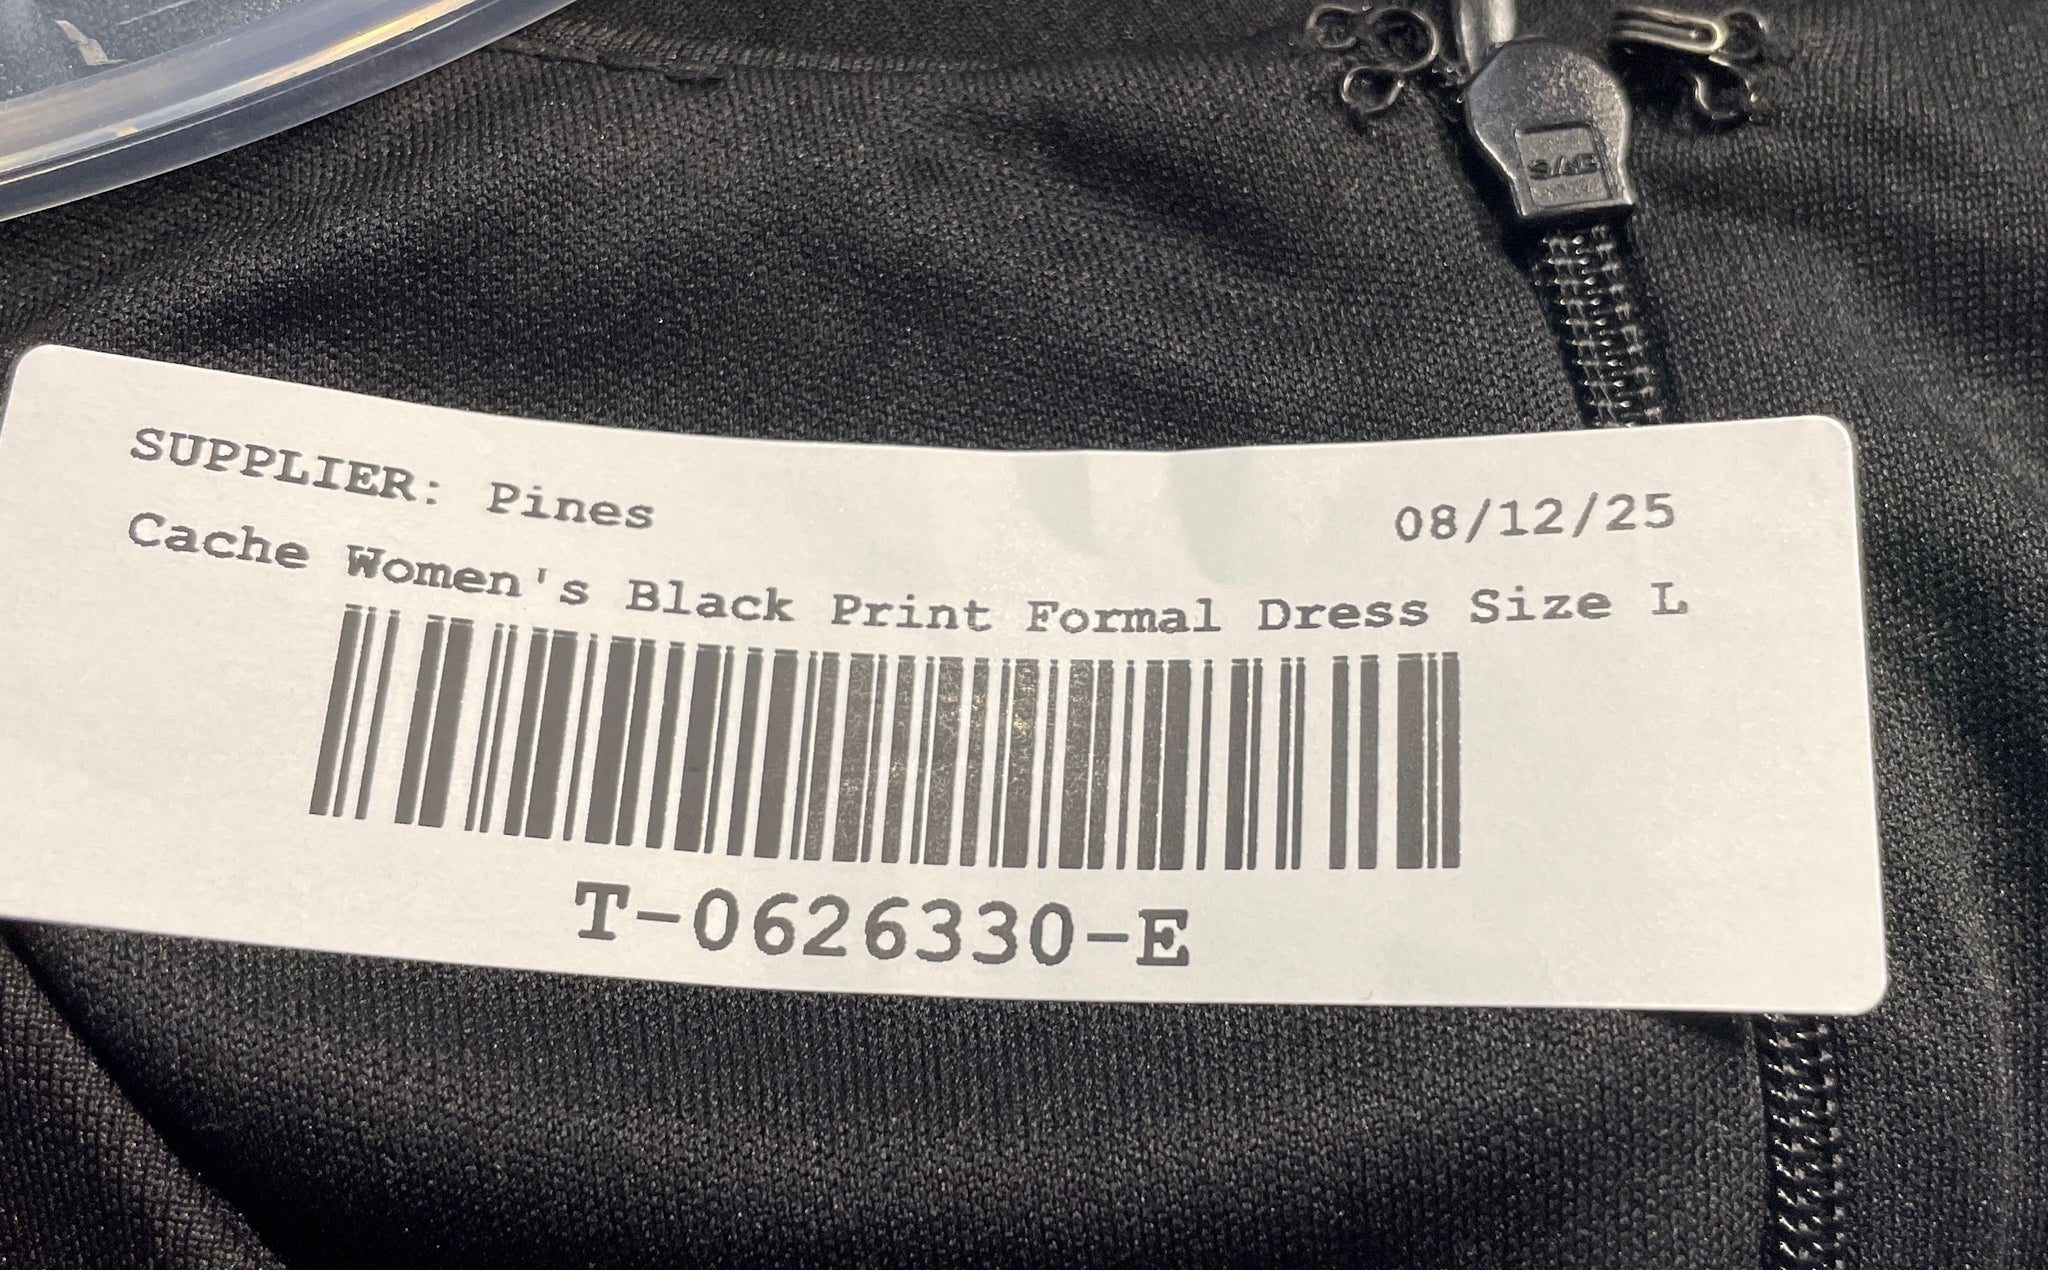 SUPPLIER: Pines
08/12/25
Cache Women's Black Print Formal Dress Size L
T-0626330-E